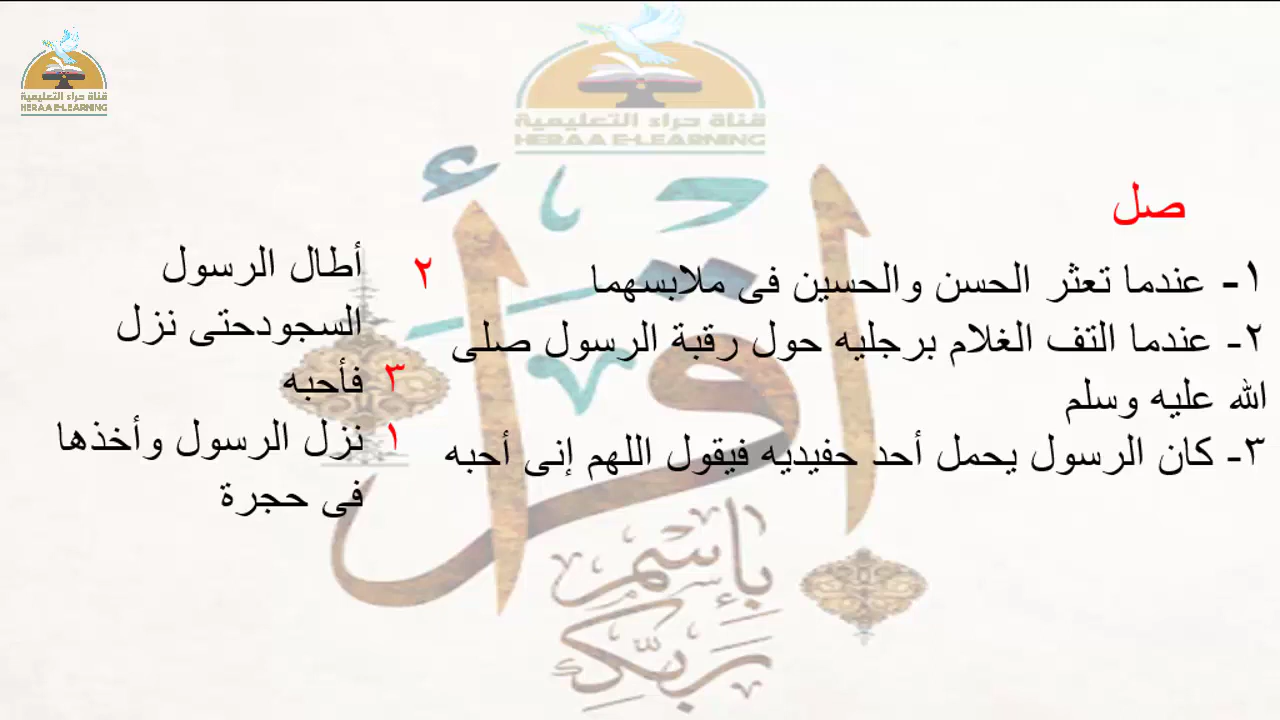 قناة حراء التعليمية
HERAA E-LEARNING
قناة حراء التعليمية
HERAA E-LEARNING
صل
١- عندما تعثر الحسن والحسين فى ملابسهما
٢- عندما التف الغلام برجليه حول رقبة الرسول صلى
الله عليه وسلم
٣- كان الرسول يحمل أحد حفيديه فيقول اللهم إنى أحبه
٢ أطال الرسول
السجودحتى نزل
٣ فأحبه
١ نزل الرسول وأخذها
فى حجرة
اقرأ
بإسم
ربك